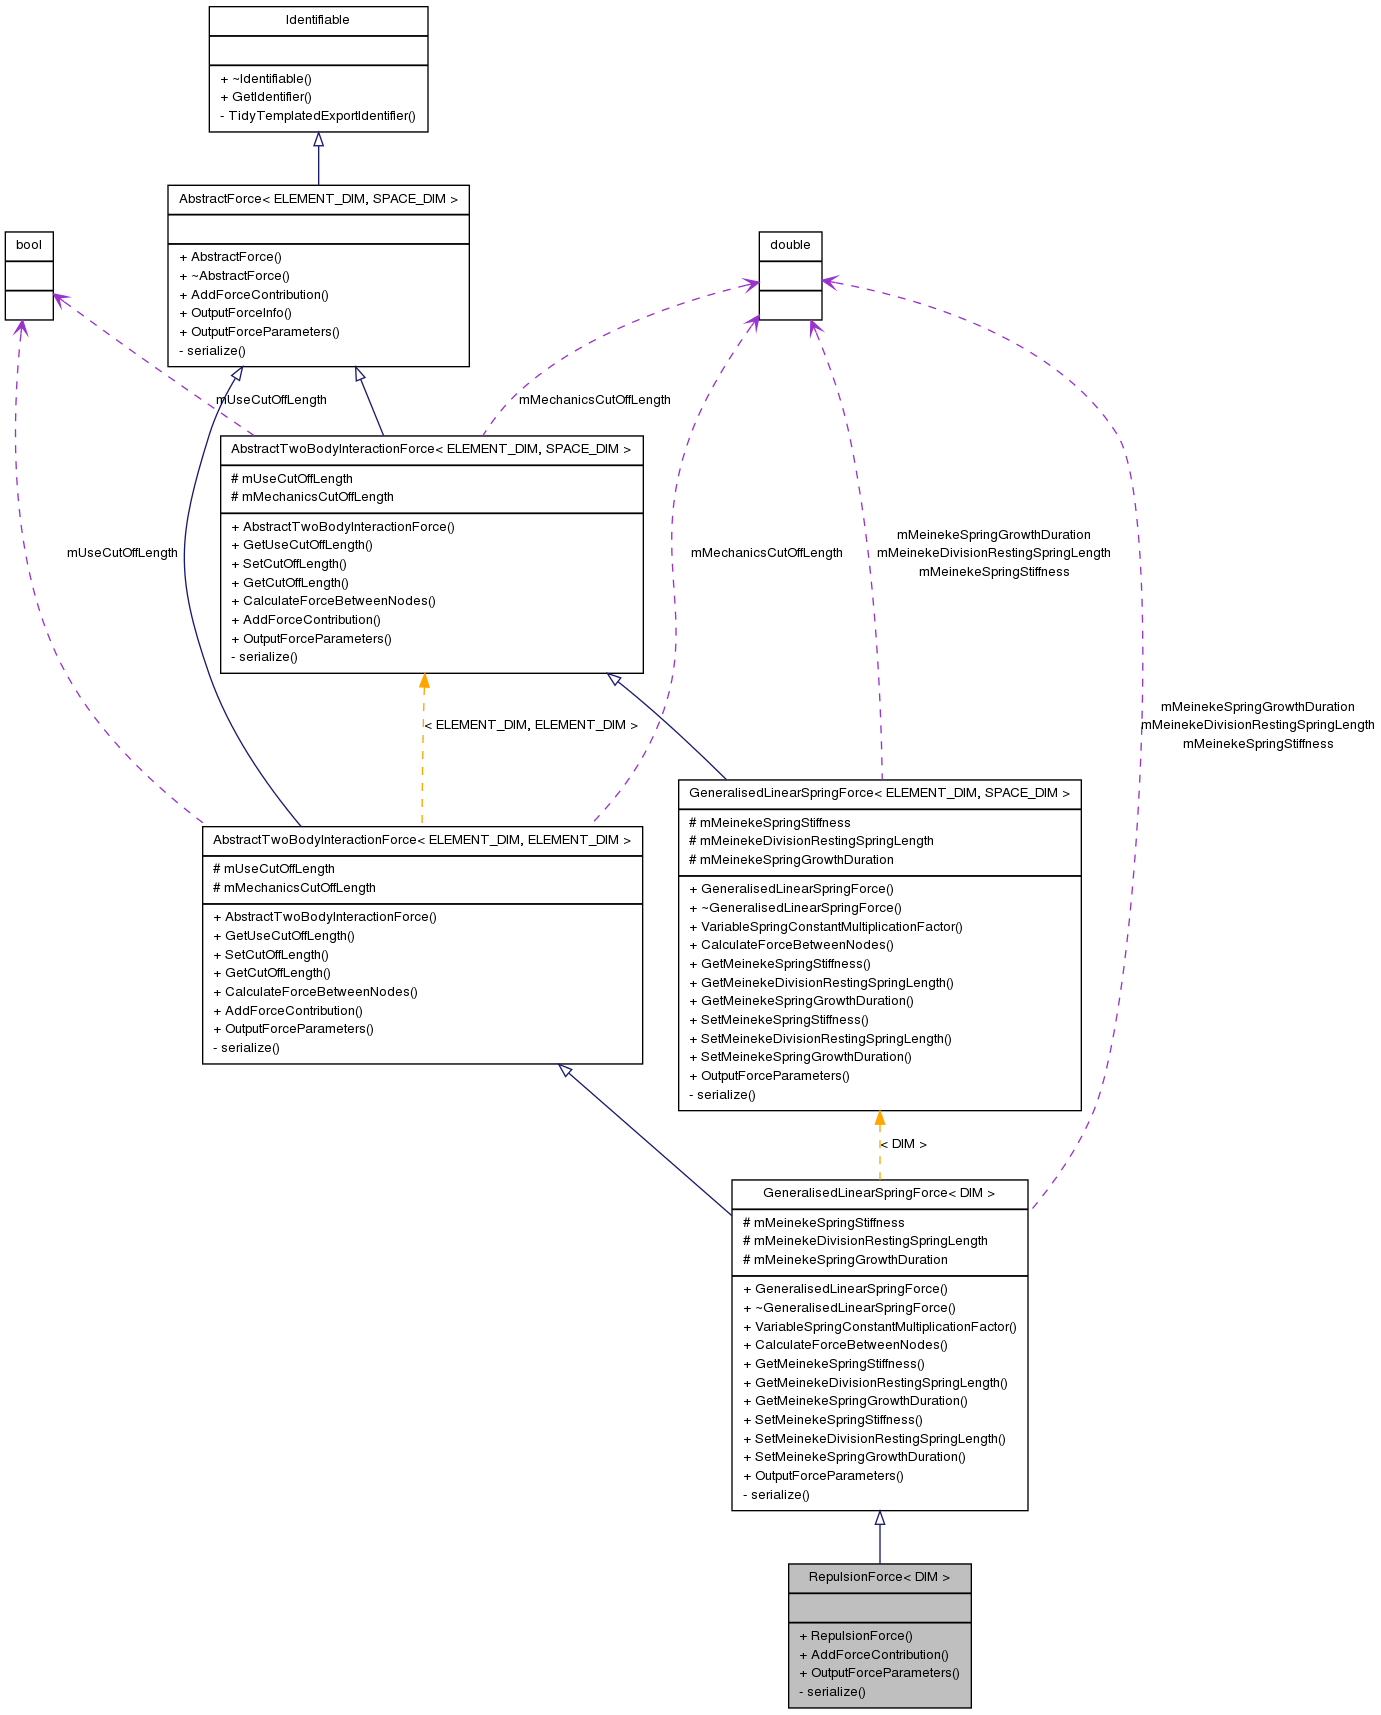 Identifiable
+ ~Identifiable()
+ GetIdentifier()
- TidyTemplatedExportIdentifier()
AbstractForce< ELEMENT_DIM, SPACE_DIM >
+ AbstractForce()
+ ~AbstractForce()
+ AddForceContribution()
+ OutputForceInfo()
+ OutputForceParameters()
- serialize()
bool
double
mUseCutOffLength
mMechanicsCutOffLength
AbstractTwoBodyInteractionForce< ELEMENT_DIM, SPACE_DIM >
# mUseCutOffLength
# mMechanicsCutOffLength
+ AbstractTwoBodyInteractionForce()
+ GetUseCutOffLength()
+ SetCutOffLength()
+ GetCutOffLength()
+ CalculateForceBetweenNodes()
+ AddForceContribution()
+ OutputForceParameters()
- serialize()
mUseCutOffLength
mMechanicsCutOffLength
mMeinekeSpringGrowthDuration
mMeinekeDivisionRestingSpringLength
mMeinekeSpringStiffness
mMeinekeSpringGrowthDuration
mMeinekeDivisionRestingSpringLength
mMeinekeSpringStiffness
< ELEMENT_DIM, ELEMENT_DIM >
GeneralisedLinearSpringForce< ELEMENT_DIM, SPACE_DIM >
# mMeinekeSpringStiffness
# mMeinekeDivisionRestingSpringLength
# mMeinekeSpringGrowthDuration
+ GeneralisedLinearSpringForce()
+ ~GeneralisedLinearSpringForce()
+ VariableSpringConstantMultiplicationFactor()
+ CalculateForceBetweenNodes()
+ GetMeinekeSpringStiffness()
+ GetMeinekeDivisionRestingSpringLength()
+ GetMeinekeSpringGrowthDuration()
+ SetMeinekeSpringStiffness()
+ SetMeinekeDivisionRestingSpringLength()
+ SetMeinekeSpringGrowthDuration()
+ OutputForceParameters()
- serialize()
AbstractTwoBodyInteractionForce< ELEMENT_DIM, ELEMENT_DIM >
# mUseCutOffLength
# mMechanicsCutOffLength
+ AbstractTwoBodyInteractionForce()
+ GetUseCutOffLength()
+ SetCutOffLength()
+ GetCutOffLength()
+ CalculateForceBetweenNodes()
+ AddForceContribution()
+ OutputForceParameters()
- serialize()
< DIM >
GeneralisedLinearSpringForce< DIM >
# mMeinekeSpringStiffness
# mMeinekeDivisionRestingSpringLength
# mMeinekeSpringGrowthDuration
+ GeneralisedLinearSpringForce()
+ ~GeneralisedLinearSpringForce()
+ VariableSpringConstantMultiplicationFactor()
+ CalculateForceBetweenNodes()
+ GetMeinekeSpringStiffness()
+ GetMeinekeDivisionRestingSpringLength()
+ GetMeinekeSpringGrowthDuration()
+ SetMeinekeSpringStiffness()
+ SetMeinekeDivisionRestingSpringLength()
+ SetMeinekeSpringGrowthDuration()
+ OutputForceParameters()
- serialize()
RepulsionForce< DIM >
+ RepulsionForce()
+ AddForceContribution()
+ OutputForceParameters()
- serialize()